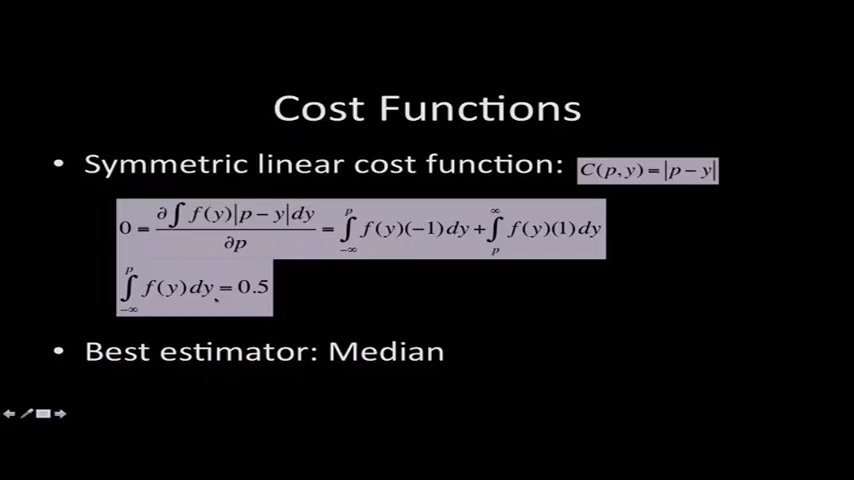 Cost Functions
• Symmetric linear cost function: C(p, y) = |p − y|
0 = ∂∫ f(y)|p − y|dy / ∂p = ∫_{−∞}^{p} f(y)(−1)dy + ∫_{p}^{∞} f(y)(1)dy
∫_{−∞}^{p} f(y)dy = 0.5
• Best estimator: Median